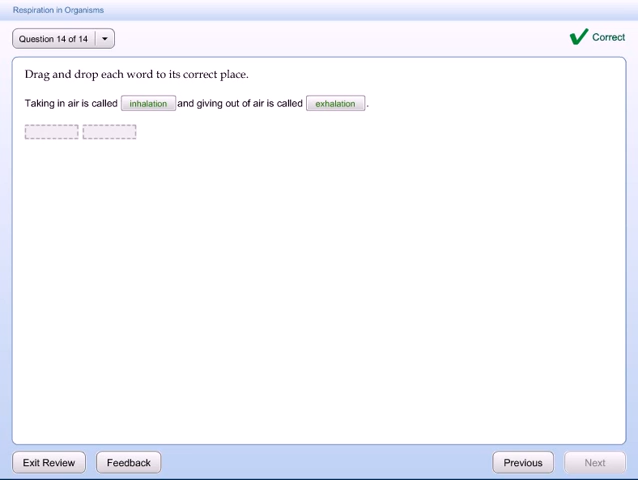 Respiration in Organisms
Question 14 of 14
Correct
Drag and drop each word to its correct place.
Taking in air is called inhalation and giving out of air is called exhalation .
Exit Review Feedback Previous Next